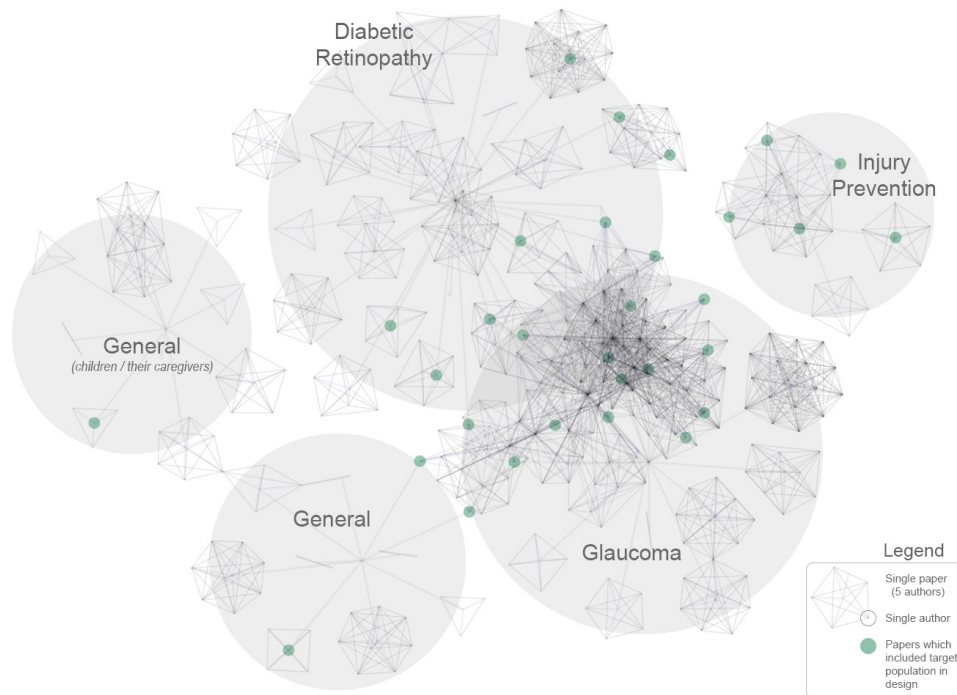 Diabetic
Retinopathy
Injury
Prevention
General
(children / their caregivers)
General
Glaucoma
Legend
Single paper
(5 authors)
Single author
Papers which
included target
population in
design